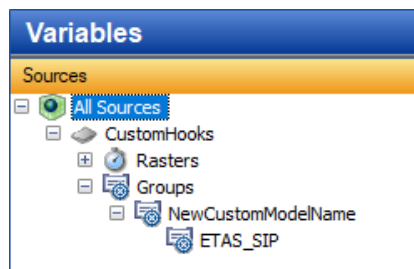 Variables
Sources
All Sources
CustomHooks
Rasters
Groups
NewCustomModelName
ETAS_SIP